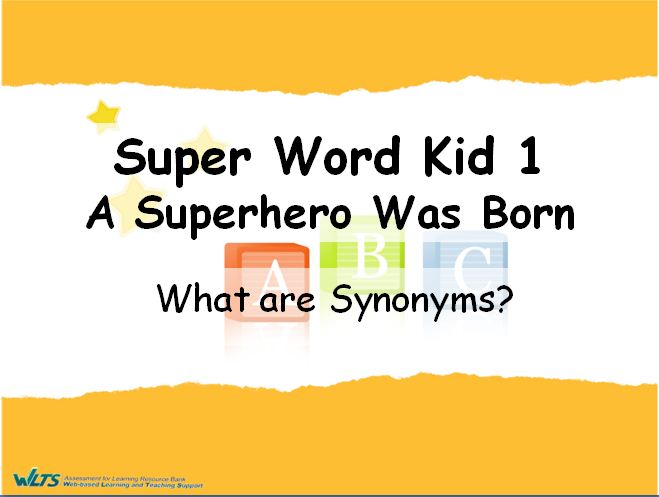 Super Word Kid 1
A Superhero Was Born
A B C
What are Synonyms?
WLTS Assessment for Learning Resource Bank
Web-based Learning and Teaching Support